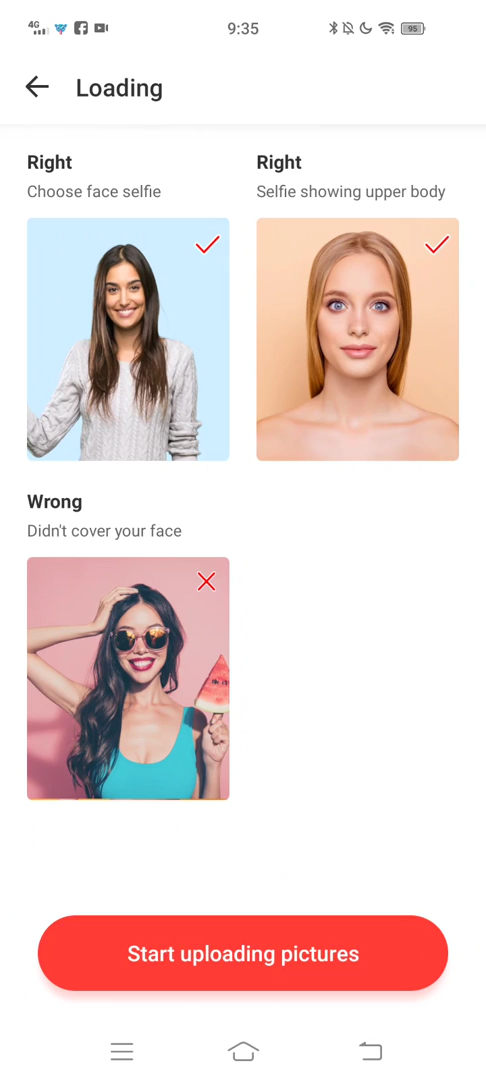 4G 9:35 95
Loading
Right
Choose face selfie
Right
Selfie showing upper body
Wrong
Didn't cover your face
Start uploading pictures